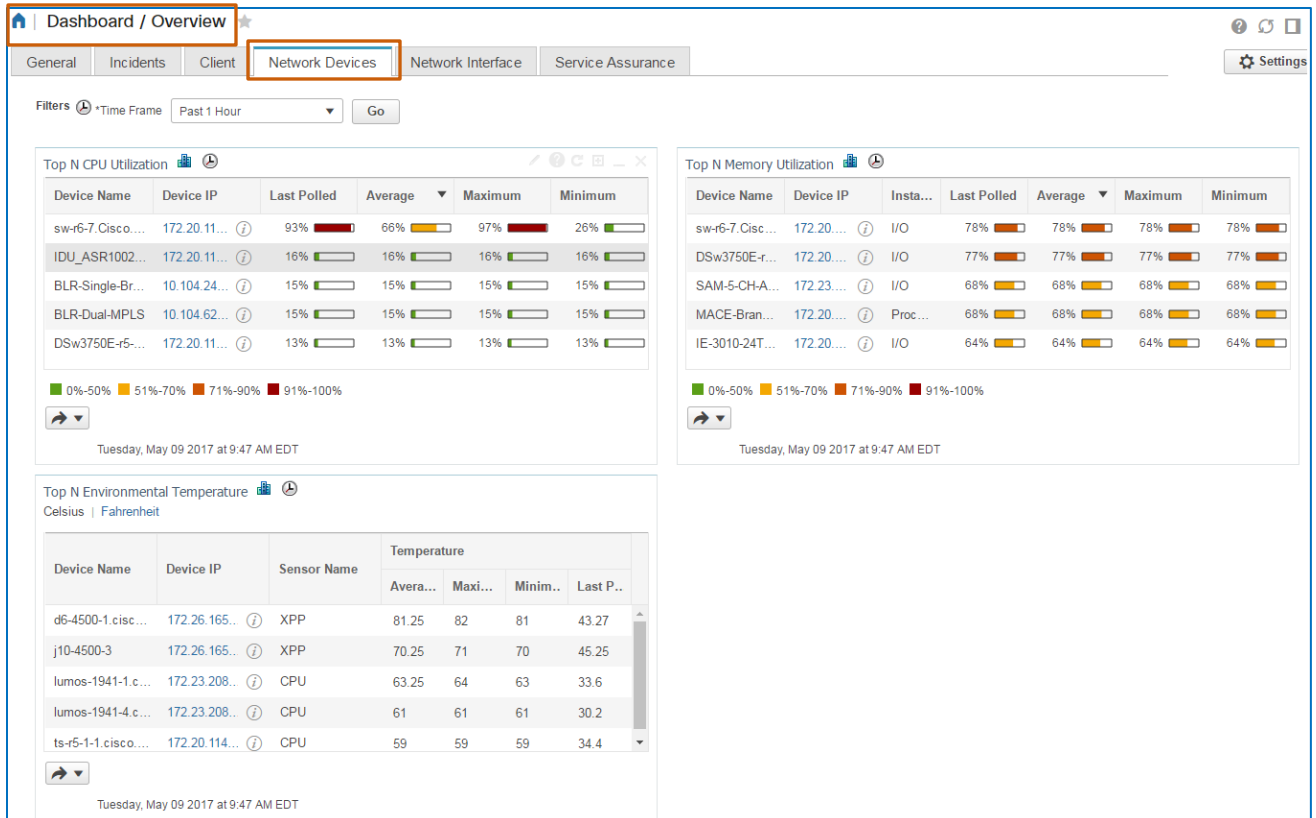 Dashboard / Overview
General Incidents Client Network Devices Network Interface Service Assurance Settings
Filters *Time Frame Past 1 Hour Go
Top N CPU Utilization
Device Name Device IP Last Polled Average Maximum Minimum
sw-r6-7.Cisco.... 172.20.11... i 93% 66% 97% 26%
IDU_ASR1002... 172.20.11... i 16% 16% 16% 16%
BLR-Single-Br... 10.104.24... i 15% 15% 15% 15%
BLR-Dual-MPLS 10.104.62... i 15% 15% 15% 15%
DSw3750E-r5-... 172.20.11... i 13% 13% 13% 13%
0%-50% 51%-70% 71%-90% 91%-100%
Tuesday, May 09 2017 at 9:47 AM EDT
Top N Memory Utilization
Device Name Device IP Insta... Last Polled Average Maximum Minimum
sw-r6-7.Cisc... 172.20.... i I/O 78% 78% 78% 78%
DSw3750E-r... 172.20.... i I/O 77% 77% 77% 77%
SAM-5-CH-A... 172.23.... i I/O 68% 68% 68% 68%
MACE-Bran... 172.20.... i Proc... 68% 68% 68% 68%
IE-3010-24T... 172.20.... i I/O 64% 64% 64% 64%
0%-50% 51%-70% 71%-90% 91%-100%
Tuesday, May 09 2017 at 9:47 AM EDT
Top N Environmental Temperature
Celsius | Fahrenheit
Device Name Device IP Sensor Name Temperature
Avera... Maxi... Minim.. Last P..
d6-4500-1.cisc... 172.26.165.. i XPP 81.25 82 81 43.27
j10-4500-3 172.26.165.. i XPP 70.25 71 70 45.25
lumos-1941-1.c... 172.23.208.. i CPU 63.25 64 63 33.6
lumos-1941-4.c... 172.23.208.. i CPU 61 61 61 30.2
ts-r5-1-1.cisco.... 172.20.114... i CPU 59 59 59 34.4
Tuesday, May 09 2017 at 9:47 AM EDT